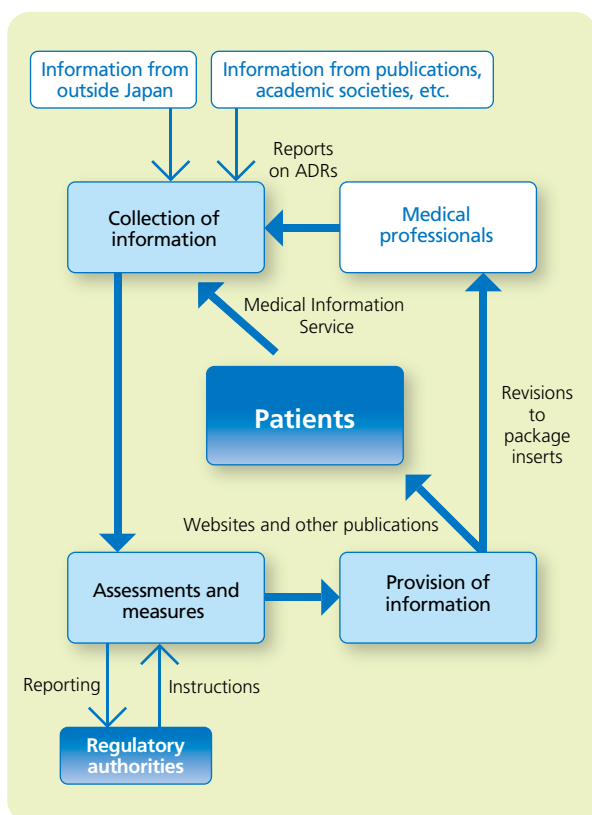 Information from
outside Japan
Information from publications,
academic societies, etc.
Reports
on ADRs
Collection of
information
Medical
professionals
Medical Information
Service
Patients
Revisions
to
package
inserts
Websites and other publications
Assessments and
measures
Provision of
information
Reporting
Instructions
Regulatory
authorities